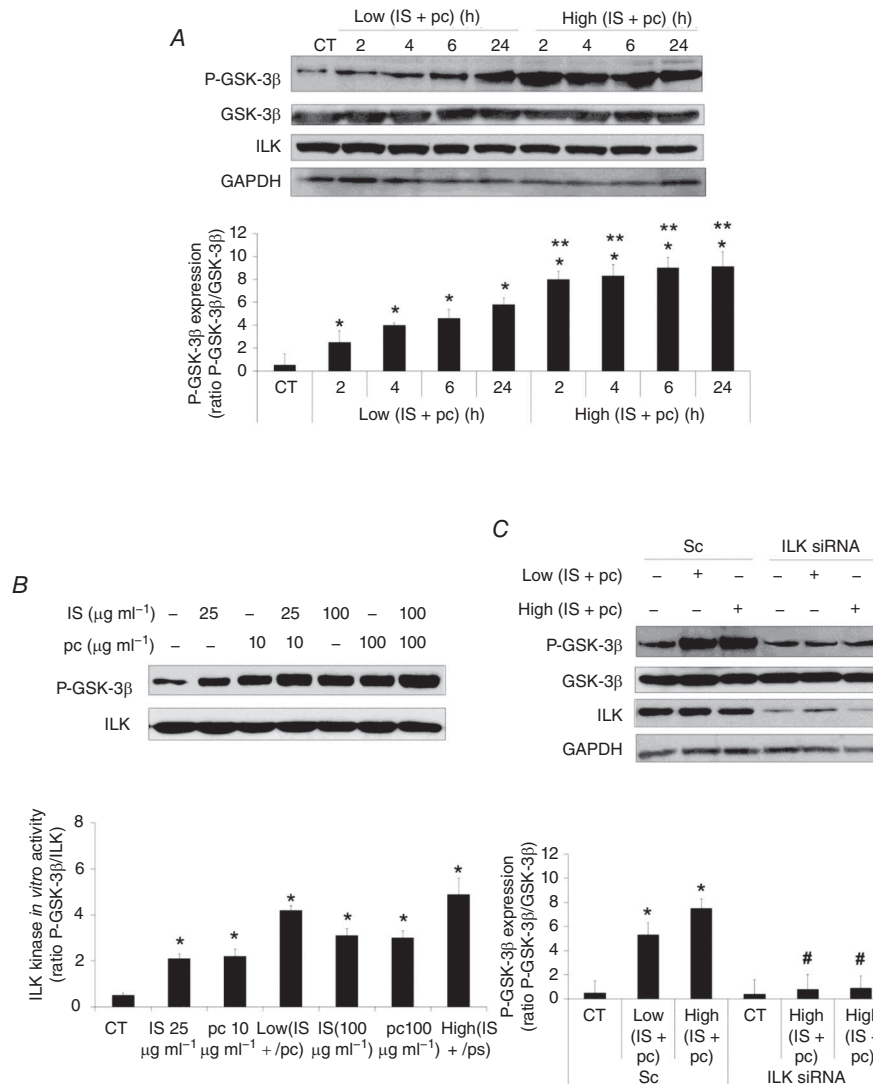 A
Low (IS + pc) (h) High (IS + pc) (h)
CT 2 4 6 24 2 4 6 24
P-GSK-3β
GSK-3β
ILK
GAPDH
P-GSK-3β expression
(ratio P-GSK-3β/GSK-3β)
12
10
8
6
4
2
0
* * * * ** ** ** **
* * * *
CT 2 4 6 24 2 4 6 24
Low (IS + pc) (h) High (IS + pc) (h)
B
IS (μg ml⁻¹) – 25 – 25 100 – 100
pc (μg ml⁻¹) – – 10 10 – 100 100
P-GSK-3β
ILK
ILK kinase in vitro activity
(ratio P-GSK-3β/ILK)
8
6
4
2
0
* * * * * *
CT IS 25 pc 10 Low(IS IS(100 pc100 High(IS
μg ml⁻¹ μg ml⁻¹ + /pc) μg ml⁻¹) μg ml⁻¹) + /ps)
C
Sc ILK siRNA
Low (IS + pc) – + – – + –
High (IS + pc) – – + – – +
P-GSK-3β
GSK-3β
ILK
GAPDH
P-GSK-3β expression
(ratio P-GSK-3β/GSK-3β)
12
10
8
6
4
2
0
* * # #
CT Low High CT High High
(IS + (IS + (IS + (IS +
pc) pc) pc) pc)
Sc ILK siRNA